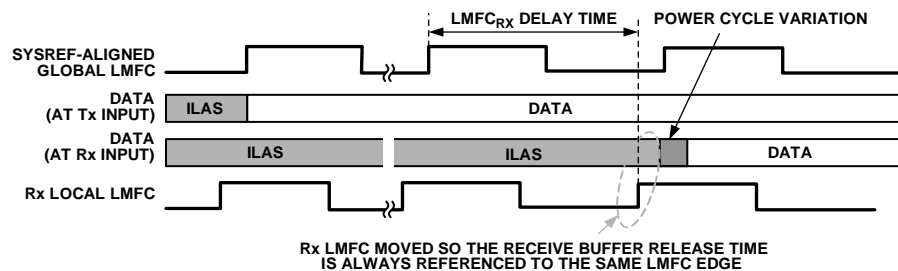 LMFCRX DELAY TIME
POWER CYCLE VARIATION
SYSREF-ALIGNED
GLOBAL LMFC
DATA
(AT Tx INPUT)
ILAS
DATA
DATA
(AT Rx INPUT)
ILAS
ILAS
DATA
Rx LOCAL LMFC
Rx LMFC MOVED SO THE RECEIVE BUFFER RELEASE TIME
IS ALWAYS REFERENCED TO THE SAME LMFC EDGE